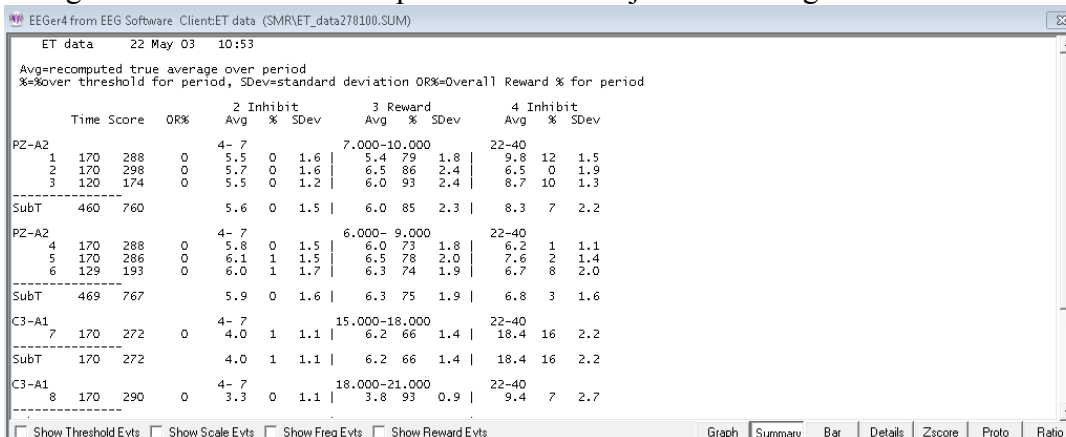 EEGer4 from EEG Software Client:ET data (SMR\ET_data278100.SUM)
ET data 22 May 03 10:53
Avg=recomputed true average over period
%=%over threshold for period, SDev=standard deviation OR%=Overall Reward % for period
2 Inhibit 3 Reward 4 Inhibit
Time Score OR% Avg % SDev Avg % SDev Avg % SDev
PZ-A2 4- 7 7.000-10.000 22-40
1 170 288 0 5.5 0 1.6 | 5.4 79 1.8 | 9.8 12 1.5
2 170 298 0 5.7 0 1.6 | 6.5 86 2.4 | 6.5 0 1.9
3 120 174 0 5.5 0 1.2 | 6.0 93 2.4 | 8.7 10 1.3
----------------
SubT 460 760 5.6 0 1.5 | 6.0 85 2.3 | 8.3 7 2.2
PZ-A2 4- 7 6.000- 9.000 22-40
4 170 288 0 5.8 0 1.5 | 6.0 73 1.8 | 6.2 1 1.1
5 170 286 0 6.1 1 1.5 | 6.5 78 2.0 | 7.6 2 1.4
6 129 193 0 6.0 1 1.7 | 6.3 74 1.9 | 6.7 8 2.0
----------------
SubT 469 767 5.9 0 1.6 | 6.3 75 1.9 | 6.8 3 1.6
C3-A1 4- 7 15.000-18.000 22-40
7 170 272 0 4.0 1 1.1 | 6.2 66 1.4 | 18.4 16 2.2
----------------
SubT 170 272 4.0 1 1.1 | 6.2 66 1.4 | 18.4 16 2.2
C3-A1 4- 7 18.000-21.000 22-40
8 170 290 0 3.3 0 1.1 | 3.8 93 0.9 | 9.4 7 2.7
----------------
Show Threshold Evts Show Scale Evts Show Freq Evts Show Reward Evts Graph Summary Bar Details Zscore Proto Ratio